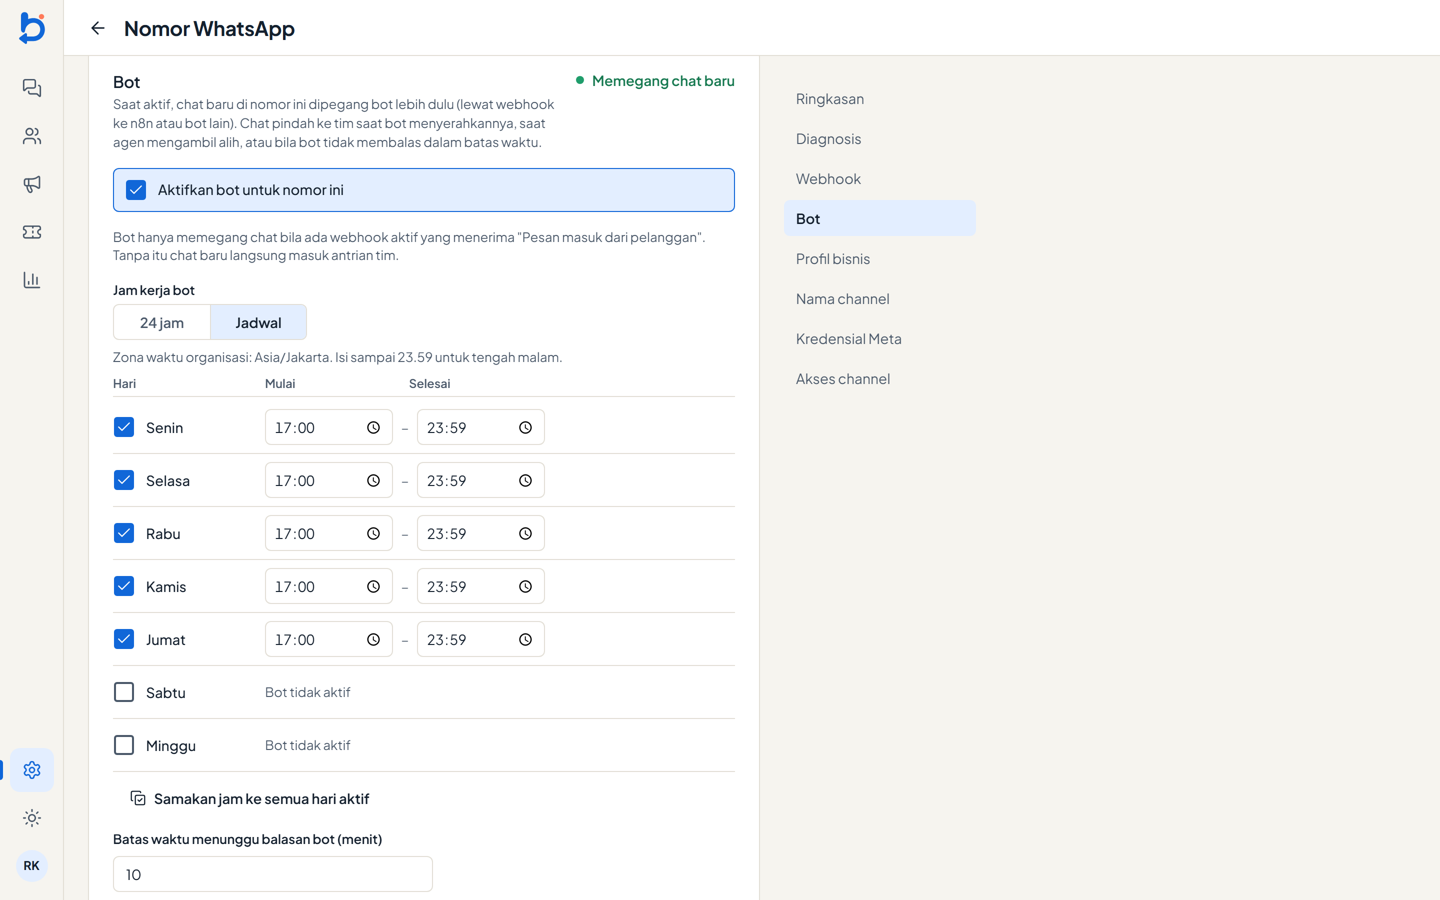 Nomor WhatsApp
Bot
Memegang chat baru
Saat aktif, chat baru di nomor ini dipegang bot lebih dulu (lewat webhook
ke n8n atau bot lain). Chat pindah ke tim saat bot menyerahkannya, saat
agen mengambil alih, atau bila bot tidak membalas dalam batas waktu.
Aktifkan bot untuk nomor ini
Bot hanya memegang chat bila ada webhook aktif yang menerima "Pesan masuk dari pelanggan".
Tanpa itu chat baru langsung masuk antrian tim.
Jam kerja bot
24 jam Jadwal
Zona waktu organisasi: Asia/Jakarta. Isi sampai 23.59 untuk tengah malam.
Hari Mulai Selesai
Senin 17:00 – 23:59
Selasa 17:00 – 23:59
Rabu 17:00 – 23:59
Kamis 17:00 – 23:59
Jumat 17:00 – 23:59
Sabtu Bot tidak aktif
Minggu Bot tidak aktif
Samakan jam ke semua hari aktif
Batas waktu menunggu balasan bot (menit)
10
Ringkasan
Diagnosis
Webhook
Bot
Profil bisnis
Nama channel
Kredensial Meta
Akses channel
RK